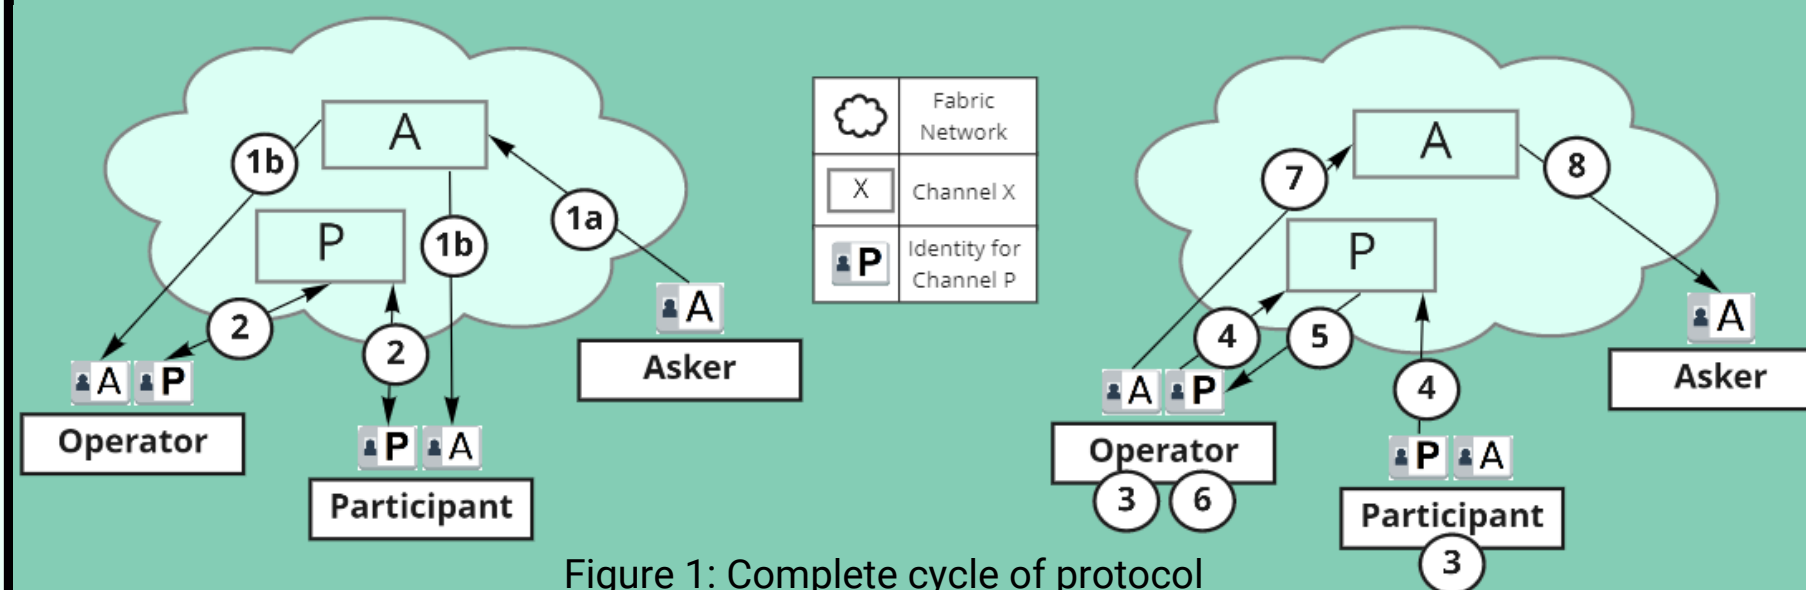 A
1b
P
1b
1a
2
2
A
A
P
Operator
P
A
Participant
Asker
Fabric
Network
X
Channel X
P
Identity for
Channel P
A
7
8
P
4
5
A
A
P
Operator
3
6
4
P
A
Participant
3
Asker
Figure 1: Complete cycle of protocol